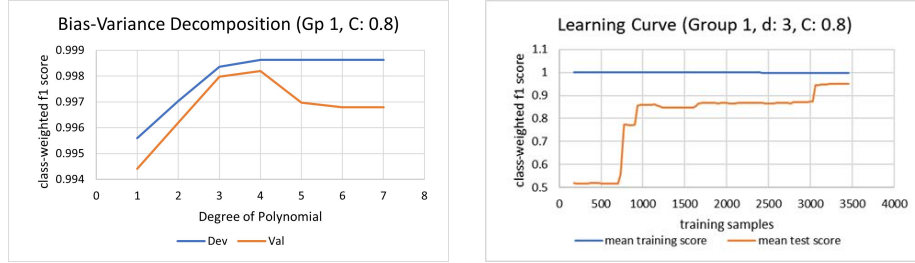 Bias-Variance Decomposition (Gp 1, C: 0.8)
class-weighted f1 score
0.999
0.998
0.997
0.996
0.995
0.994
0 1 2 3 4 5 6 7 8
Degree of Polynomial
Dev Val
Learning Curve (Group 1, d: 3, C: 0.8)
class-weighted f1 score
1.1
1
0.9
0.8
0.7
0.6
0.5
0 500 1000 1500 2000 2500 3000 3500 4000
training samples
mean training score mean test score